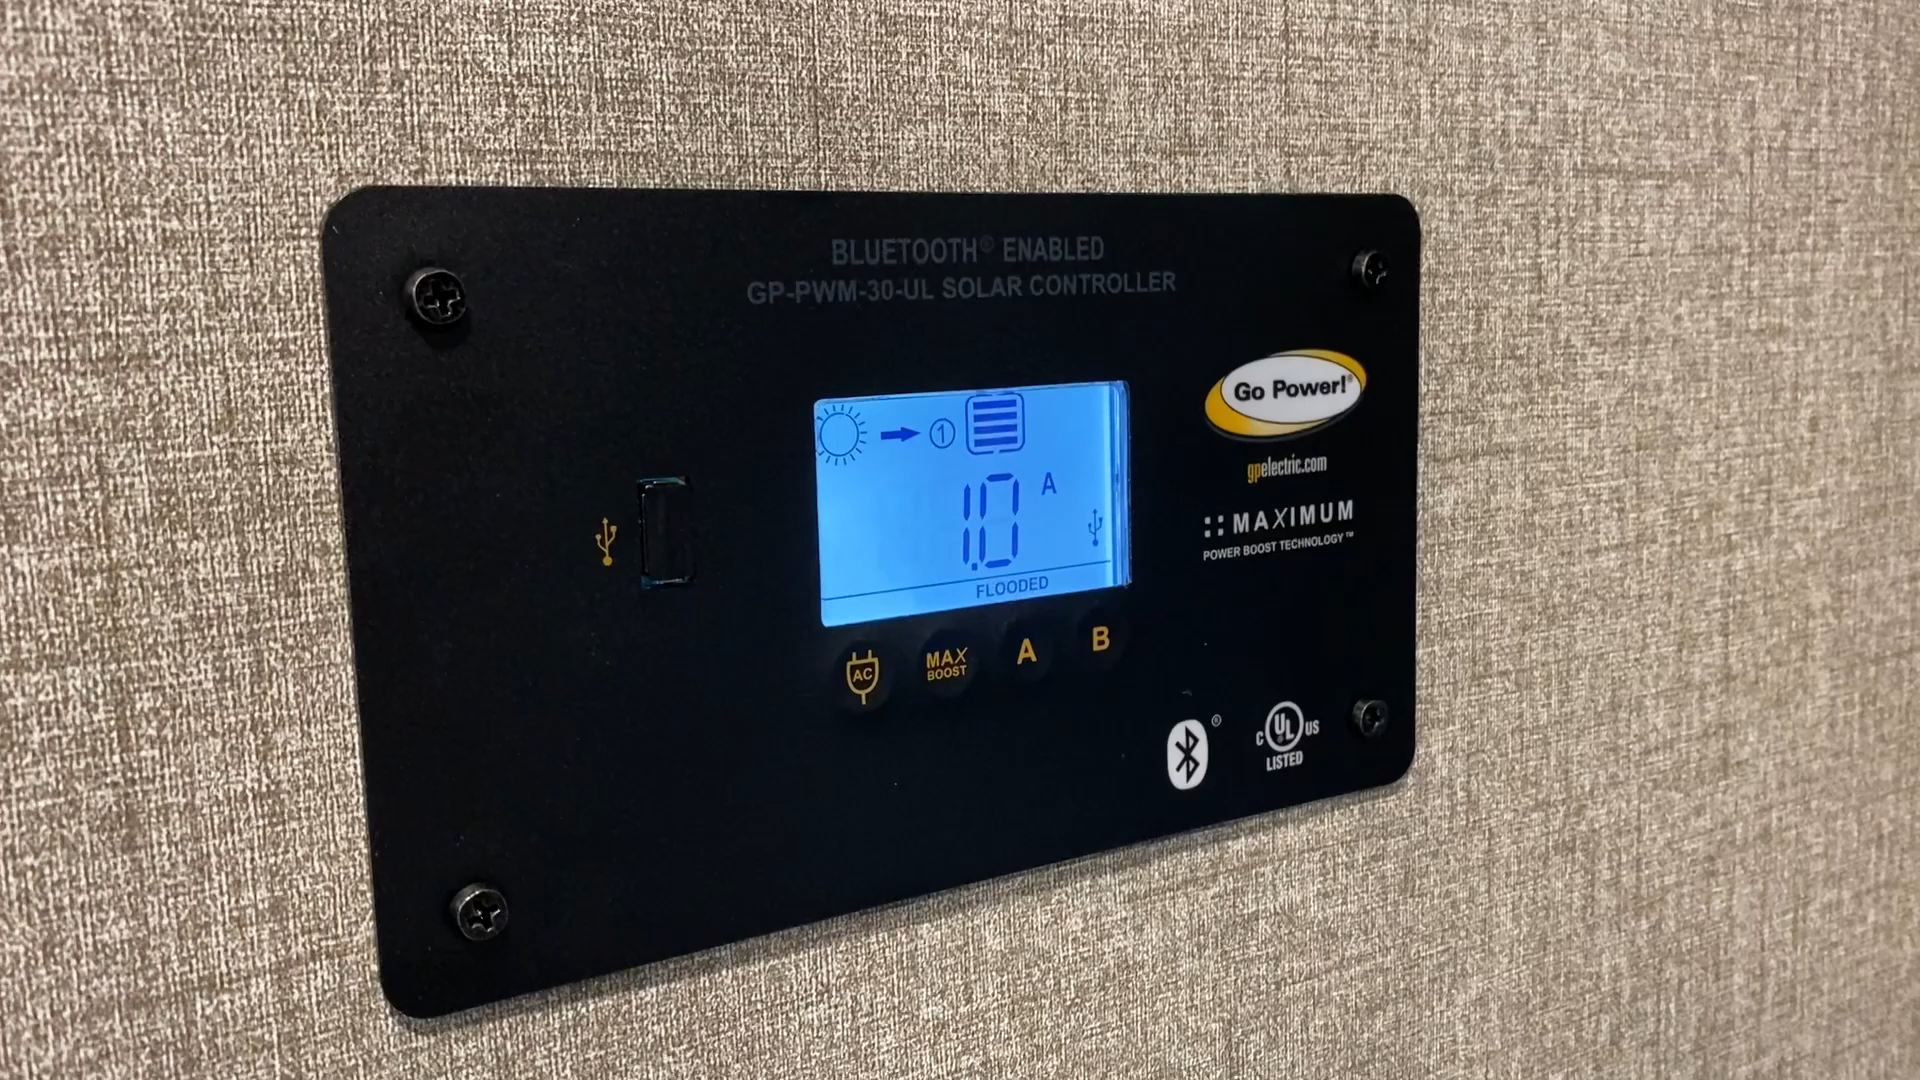 BLUETOOTH® ENABLED
GP-PWM-30-UL SOLAR CONTROLLER
Go Power!®
gpelectric.com
MAXIMUM
POWER BOOST TECHNOLOGY™
1
1.0 A
FLOODED
AC
MAX
BOOST
A
B
®
C UL US
LISTED